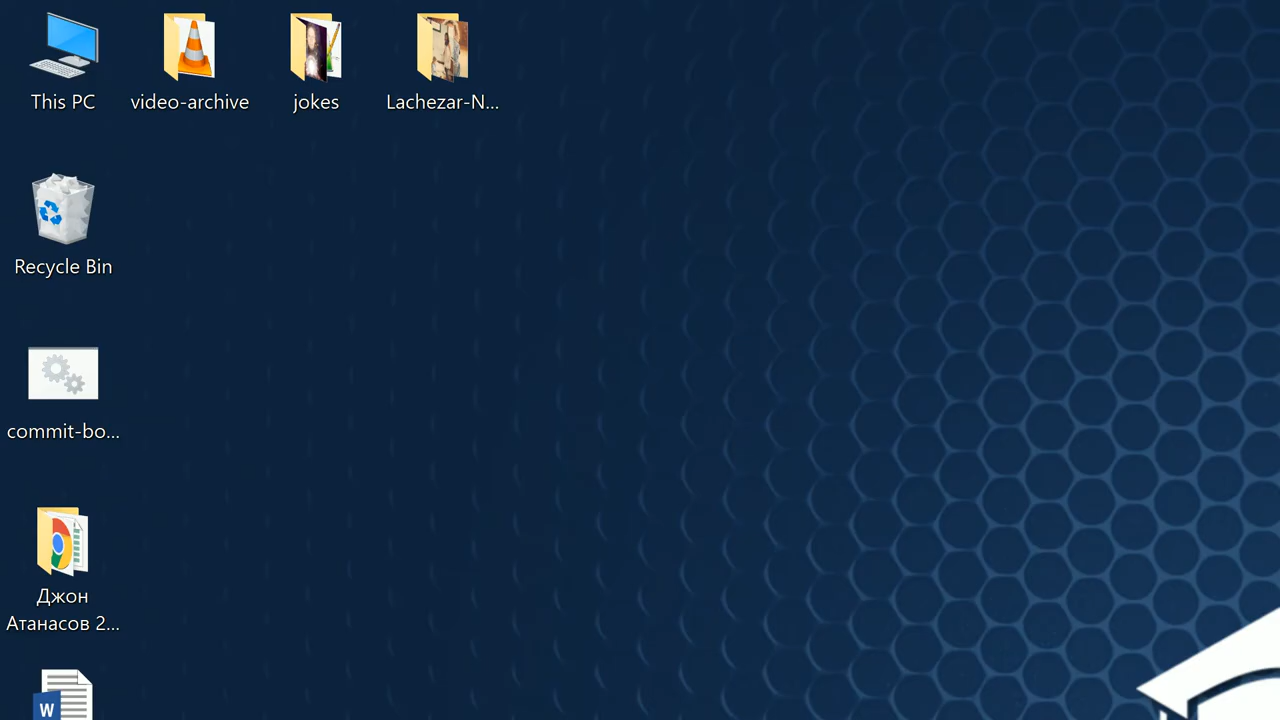 This PC
video-archive
jokes
Lachezar-N...
Recycle Bin
commit-bo...
Джон
Атанасов 2...
W